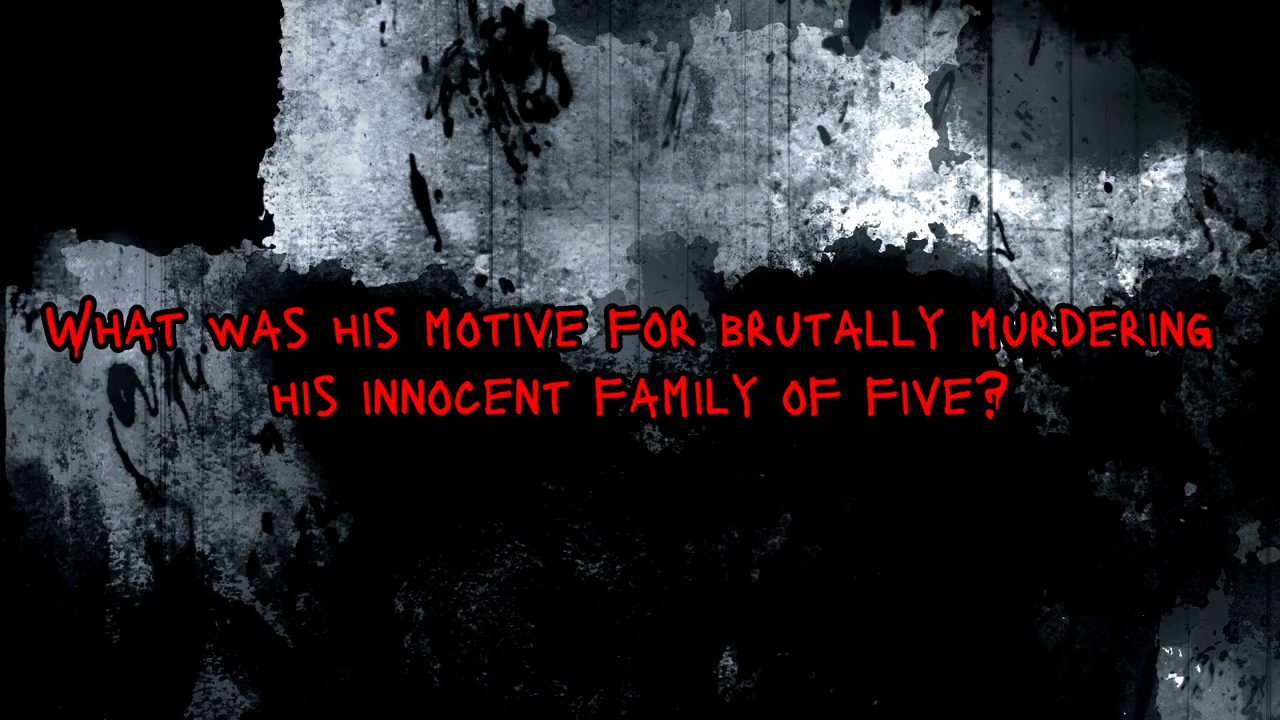 What was his motive for brutally murdering
his innocent family of five?